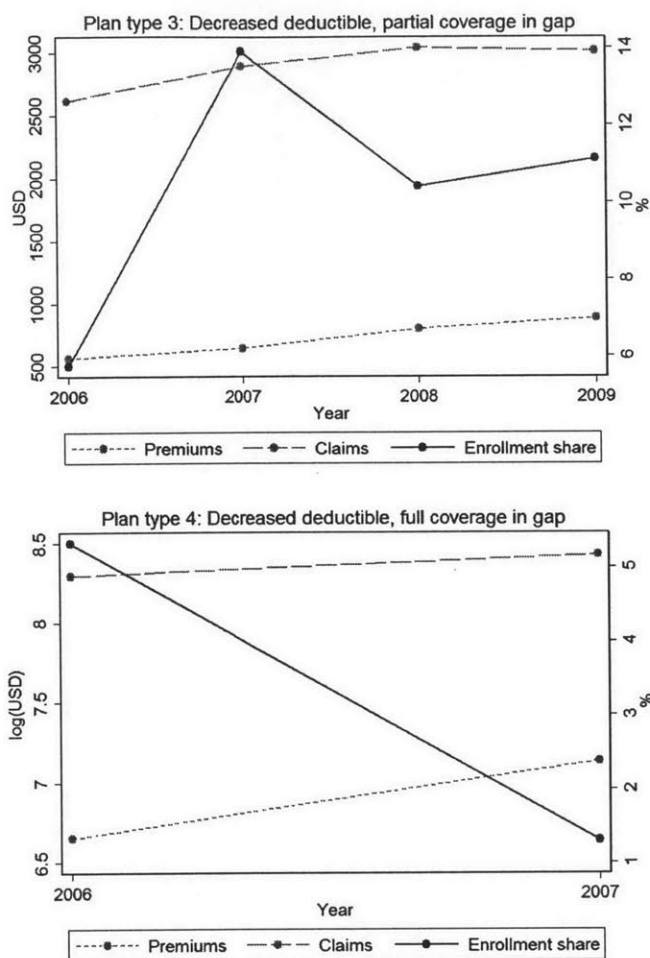 Plan type 3: Decreased deductible, partial coverage in gap
3000
2500
2000
1500
1000
500
USD
14
12
10
8
6
%
2006 2007 2008 2009
Year
Premiums Claims Enrollment share
Plan type 4: Decreased deductible, full coverage in gap
8.5
8
7.5
7
6.5
log(USD)
5
4
3
2
1
%
2006 2007
Year
Premiums Claims Enrollment share